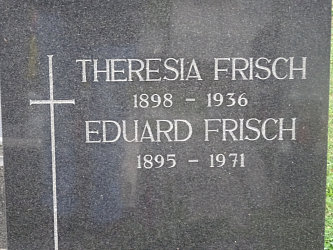 THERESIA FRISCH
1898 - 1936
EDUARD FRISCH
1895 - 1971